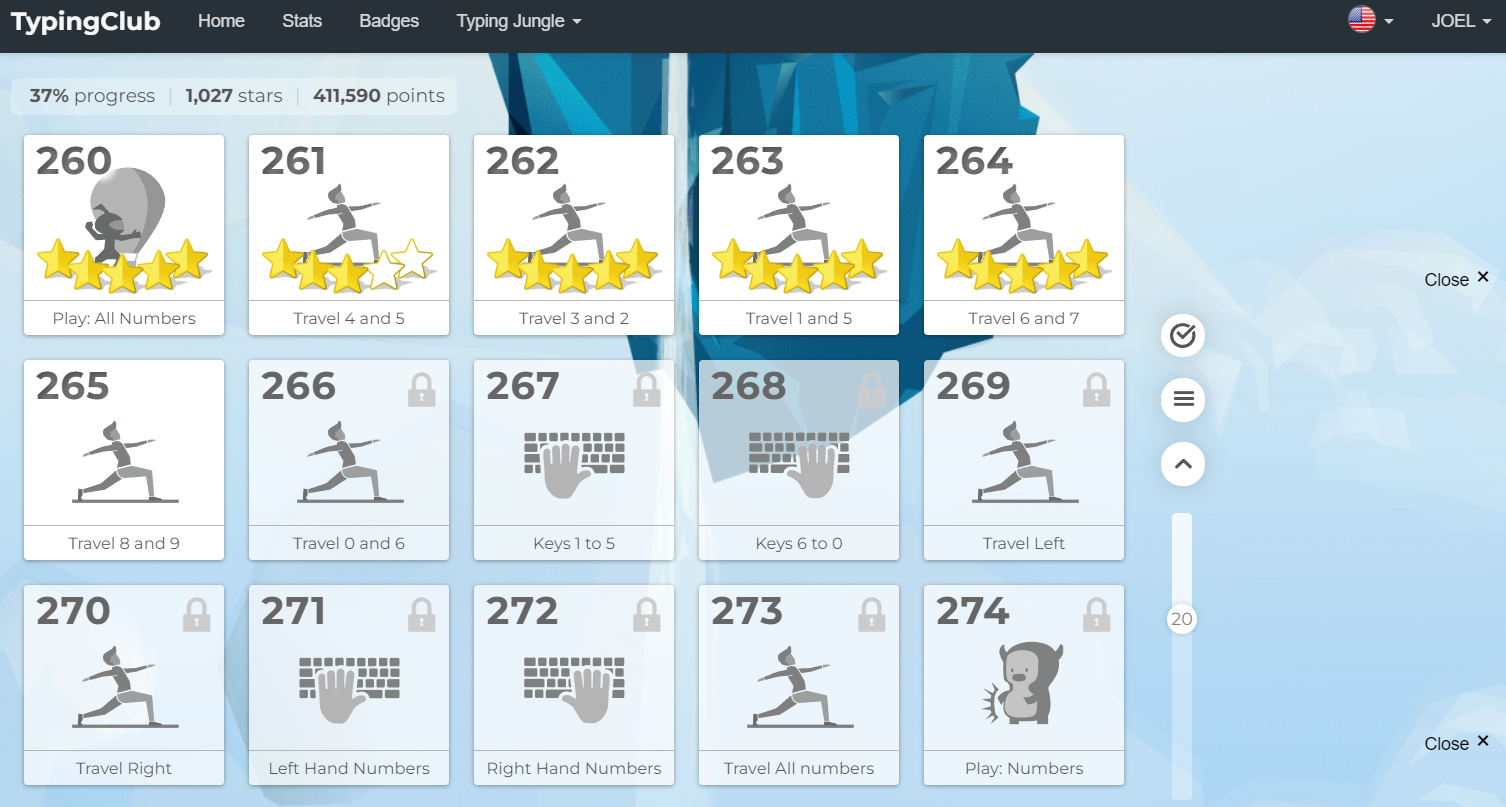 TypingClub Home Stats Badges Typing Jungle JOEL
37% progress 1,027 stars 411,590 points
260 261 262 263 264
Play: All Numbers Travel 4 and 5 Travel 3 and 2 Travel 1 and 5 Travel 6 and 7
Close ×
265 266 267 268 269
Travel 8 and 9 Travel 0 and 6 Keys 1 to 5 Keys 6 to 0 Travel Left
270 271 272 273 274
20
Travel Right Left Hand Numbers Right Hand Numbers Travel All numbers Play: Numbers
Close ×